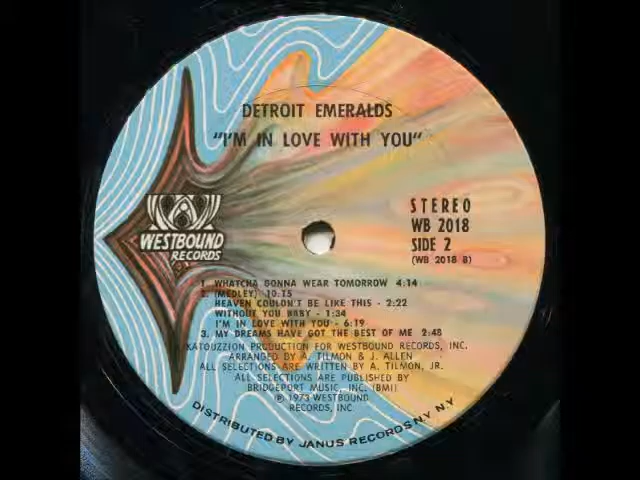 DETROIT EMERALDS
"I'M IN LOVE WITH YOU"
STEREO
WB 2018
SIDE 2
(WB 2018 B)
WESTBOUND
RECORDS
1. WHATCHA GONNA WEAR TOMORROW 4:14
2. (MEDLEY) 10:15
HEAVEN COULDN'T BE LIKE THIS - 2:22
WITHOUT YOU BABY - 1:34
I'M IN LOVE WITH YOU - 6:19
3. MY DREAMS HAVE GOT THE BEST OF ME 2:48
KATOUZZION PRODUCTION FOR WESTBOUND RECORDS, INC.
ARRANGED BY A. TILMON & J. ALLEN
ALL SELECTIONS ARE WRITTEN BY A. TILMON, JR.
ALL SELECTIONS ARE PUBLISHED BY
BRIDGEPORT MUSIC, INC. (BMI)
℗ 1973 WESTBOUND
RECORDS, INC
DISTRIBUTED BY JANUS RECORDS NY N.Y